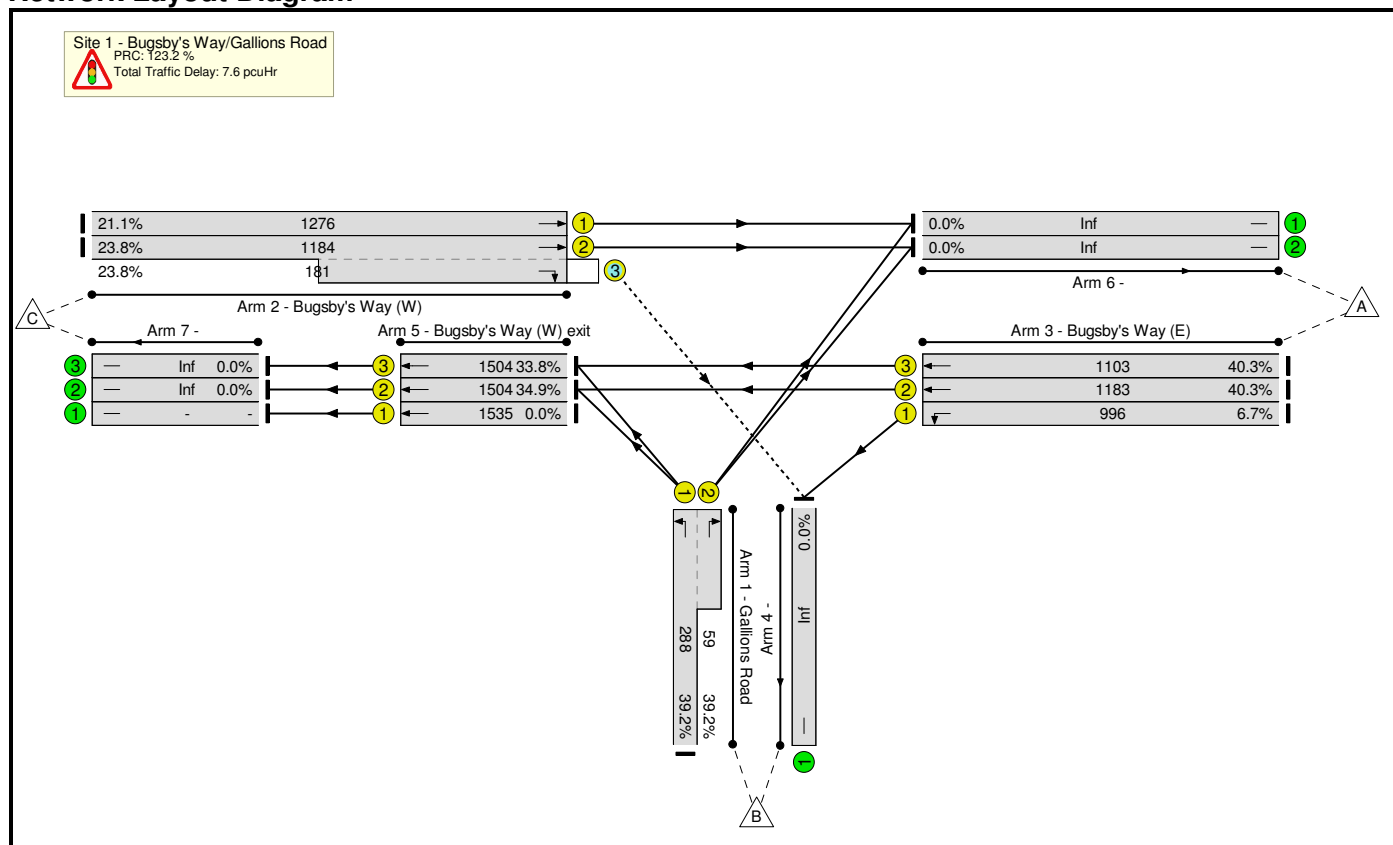 Network Layout Diagram
Site 1 - Bugsby's Way/Gallions Road
PRC: 123.2 %
Total Traffic Delay: 7.6 pcuHr
21.1% 1276 1
23.8% 1184 2
23.8% 181 3
Arm 2 - Bugsby's Way (W)
0.0% Inf 1
0.0% Inf 2
Arm 6 -
C
A
Arm 7 -
Arm 5 - Bugsby's Way (W) exit
Arm 3 - Bugsby's Way (E)
3 Inf 0.0% 3 1504 33.8% 3 1103 40.3%
2 Inf 0.0% 2 1504 34.9% 2 1183 40.3%
1 - - 1 1535 0.0% 1 996 6.7%
1 288 39.2%
2 59 39.2%
Arm 1 - Gallions Road
Arm 4 -
0.0% Inf 1
B